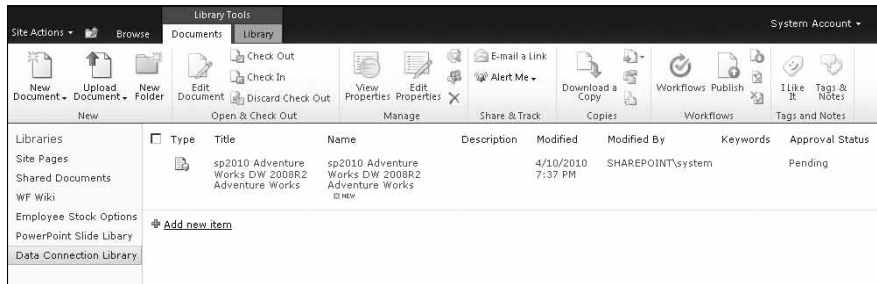 Library Tools
Site Actions
Browse
Documents
Library
System Account
New Document
Upload Document
New Folder
New
Edit Document
Check Out
Check In
Discard Check Out
Open & Check Out
View Properties
Edit Properties
Manage
E-mail a Link
Alert Me
Share & Track
Download a Copy
Copies
Workflows
Publish
Workflows
I Like It
Tags & Notes
Tags and Notes
Libraries
Site Pages
Shared Documents
WF Wiki
Employee Stock Options
PowerPoint Slide Libary
Data Connection Library
Type Title Name Description Modified Modified By Keywords Approval Status
sp2010 Adventure Works DW 2008R2 Adventure Works
sp2010 Adventure Works DW 2008R2 Adventure Works
NEW
4/10/2010 7:37 PM
SHAREPOINT\system
Pending
Add new item